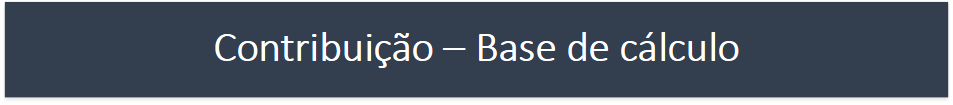 Contribuição – Base de cálculo